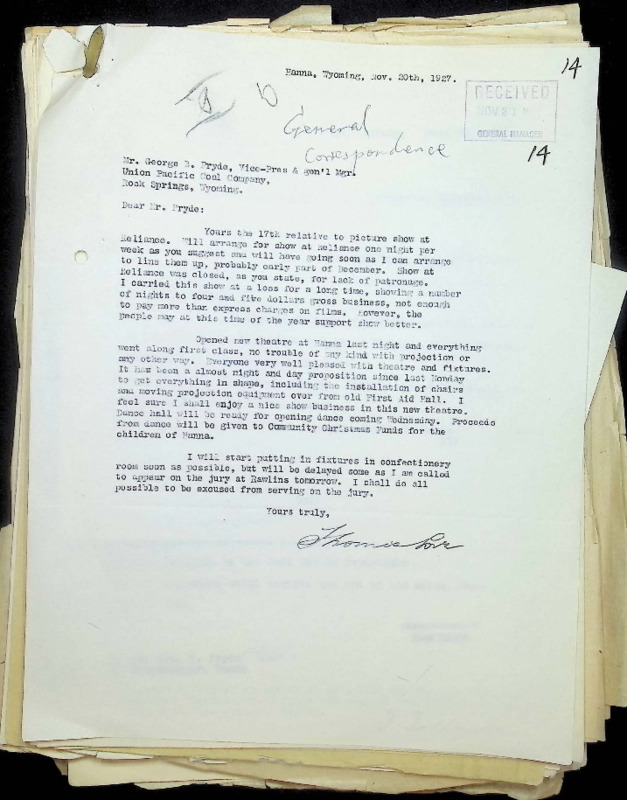 Hanna, Wyoming, Nov. 20th, 1927.
14
RECEIVED
NOV 21
GENERAL MANAGER
General
Correspondence
14
Mr. George B. Pryde, Vice-Pres & gen'l Mgr.
Union Pacific Coal Company,
Rock Springs, Wyoming.
Dear Mr. Pryde:
Yours the 17th relative to picture show at
Reliance. Will arrange for show at Reliance one night per
week as you suggest and will have going soon as I can arrange
to line them up, probably early part of December. Show at
Reliance was closed, as you state, for lack of patronage.
I carried this show at a loss for a long time, showing a number
of nights to four and five dollars gross business, not enough
to pay more than express charges on films. However, the
people may at this time of the year support show better.
Opened new theatre at Hanna last night and everything
went along first class, no trouble of any kind with projection or
any other way. Everyone very well pleased with theatre and fixtures.
It has been a almost night and day proposition since last Monday
to get everything in shape, including the installation of chairs
and moving projection equipment over from old First Aid Hall. I
feel sure I shall enjoy a nice show business in this new theatre.
Dance hall will be ready for opening dance coming Wednesday. Proceeds
from dance will be given to Community Christmas Funds for the
children of Hanna.
I will start putting in fixtures in confectionery
room soon as possible, but will be delayed some as I am called
to appear on the jury at Rawlins tomorrow. I shall do all
possible to be excused from serving on the jury.
Yours truly,
Thomas Love